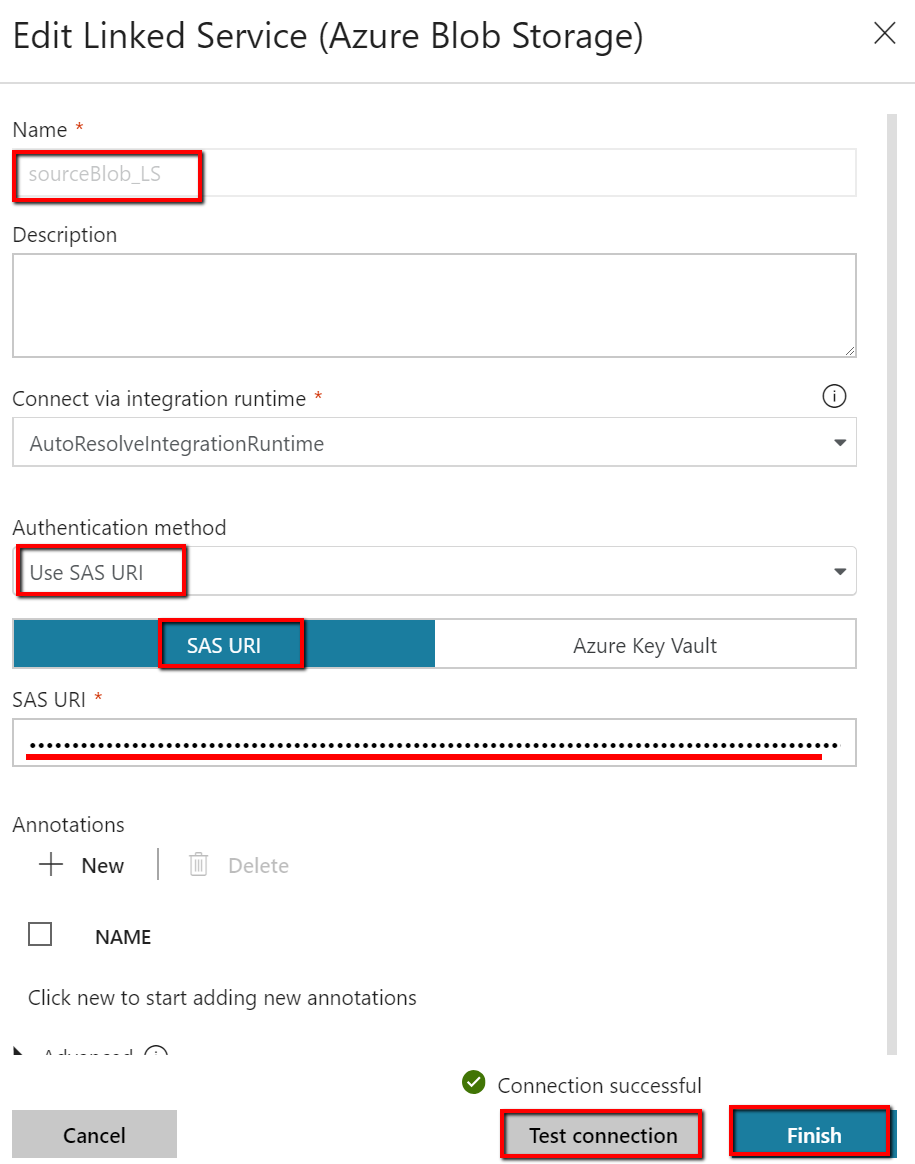 Edit Linked Service (Azure Blob Storage)
Name *
sourceBlob_LS
Description
Connect via integration runtime *
AutoResolveIntegrationRuntime
Authentication method
Use SAS URI
SAS URI
Azure Key Vault
SAS URI *
Annotations
New
Delete
NAME
Click new to start adding new annotations
Advanced
Connection successful
Cancel
Test connection
Finish